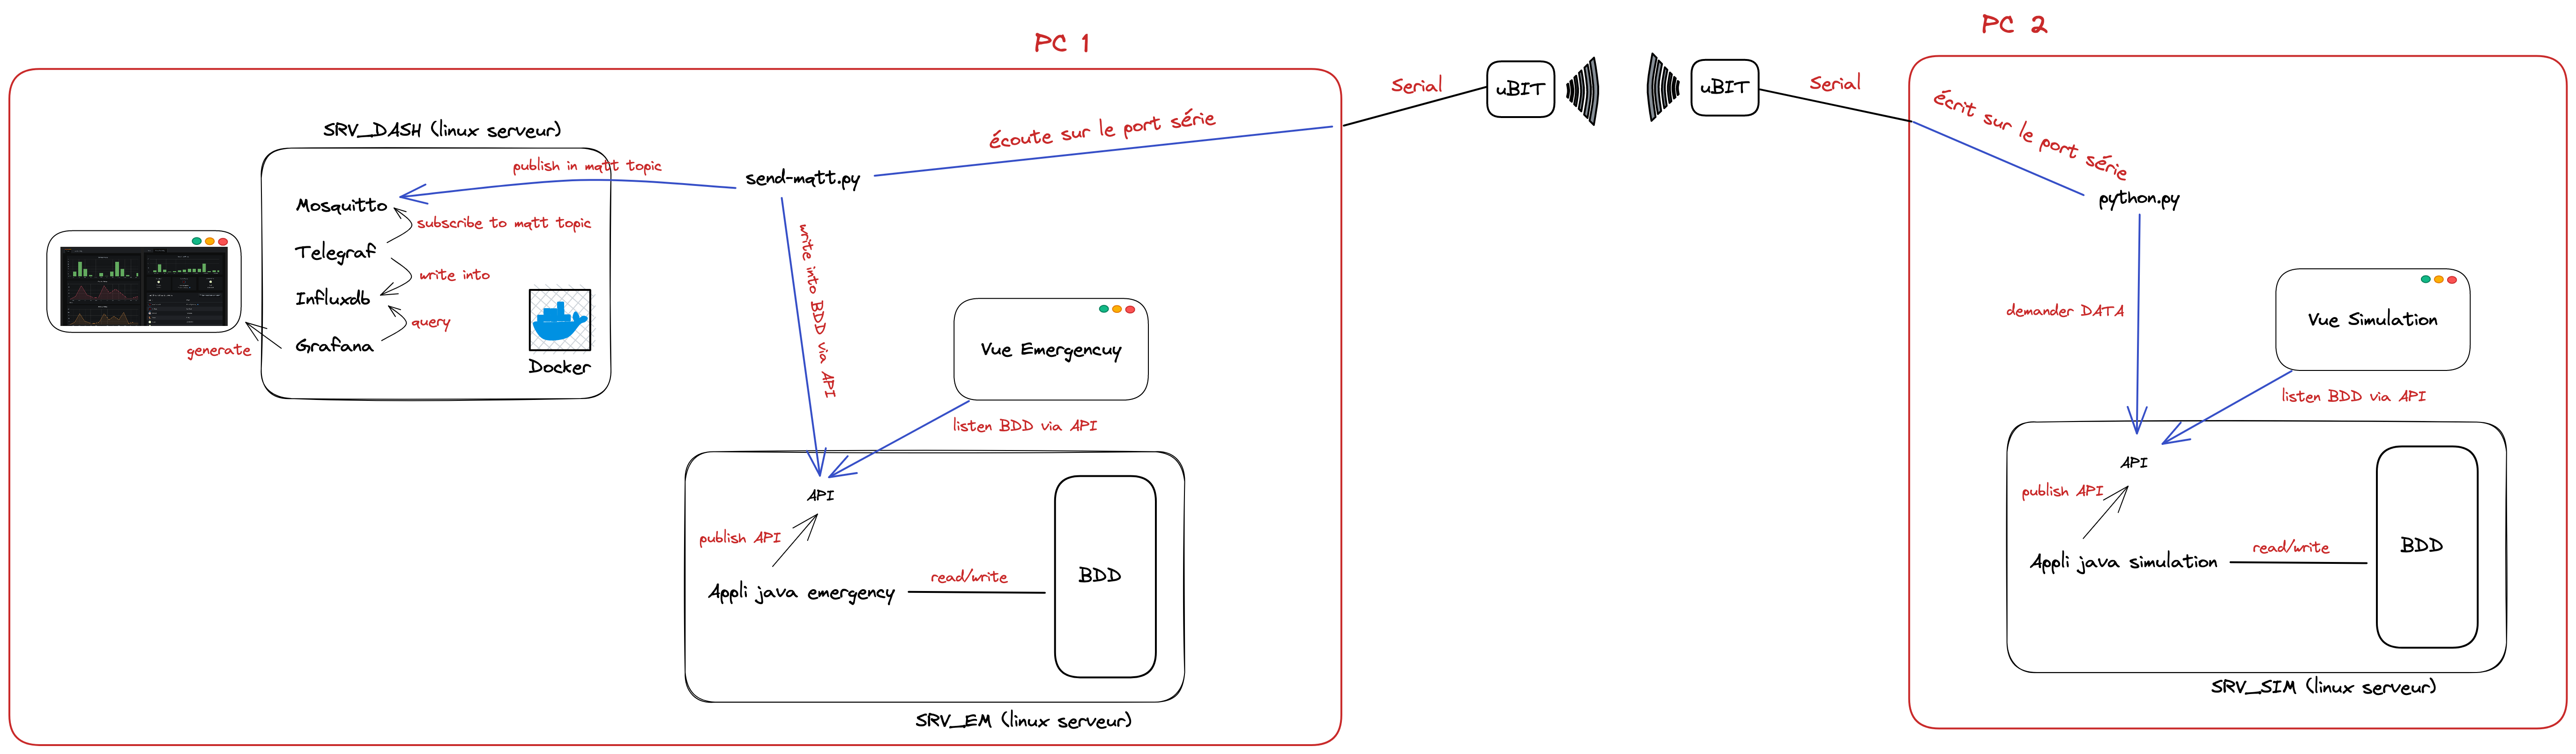 PC 1
PC 2
Serial
uBIT
uBIT
Serial
écoute sur le port série
écrit sur le port série
SRV_DASH (linux serveur)
publish in matt topic
send-matt.py
python.py
Mosquitto
subscribe to matt topic
Telegraf
write into
Influxdb
query
Grafana
generate
Docker
write into BDD via API
Vue Emergencuy
listen BDD via API
API
publish API
Appli java emergency
read/write
BDD
SRV_EM (linux serveur)
demander DATA
Vue Simulation
listen BDD via API
API
publish API
Appli java simulation
read/write
BDD
SRV_SIM (linux serveur)